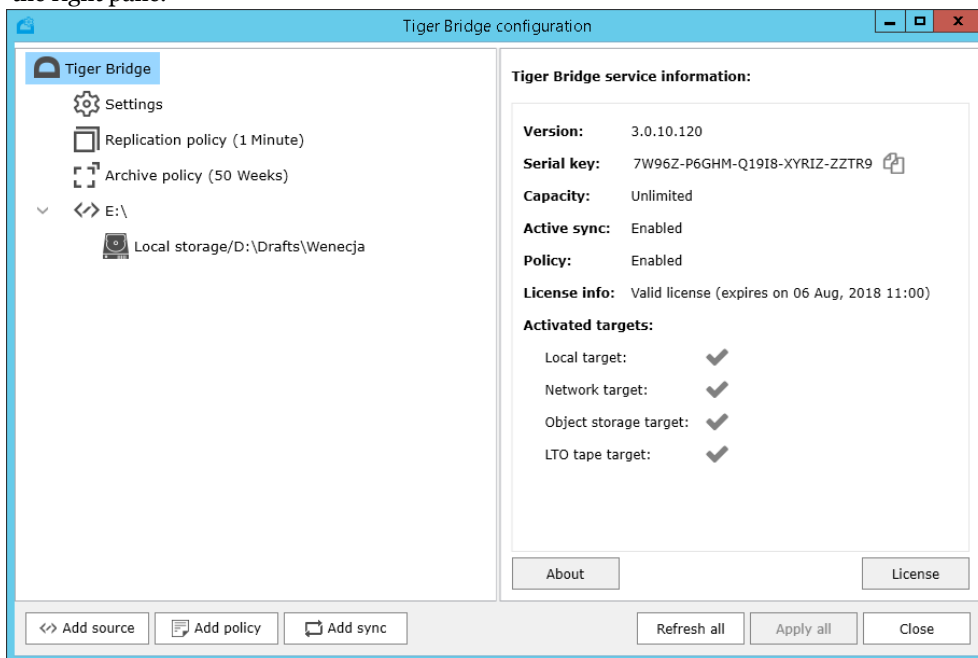 the right pane.
Tiger Bridge configuration
Tiger Bridge
Settings
Replication policy (1 Minute)
Archive policy (50 Weeks)
E:\
Local storage/D:\Drafts\Wenecja
Tiger Bridge service information:
Version: 3.0.10.120
Serial key: 7W96Z-P6GHM-Q19I8-XYRIZ-ZZTR9
Capacity: Unlimited
Active sync: Enabled
Policy: Enabled
License info: Valid license (expires on 06 Aug, 2018 11:00)
Activated targets:
Local target:
Network target:
Object storage target:
LTO tape target:
About
License
Add source
Add policy
Add sync
Refresh all
Apply all
Close